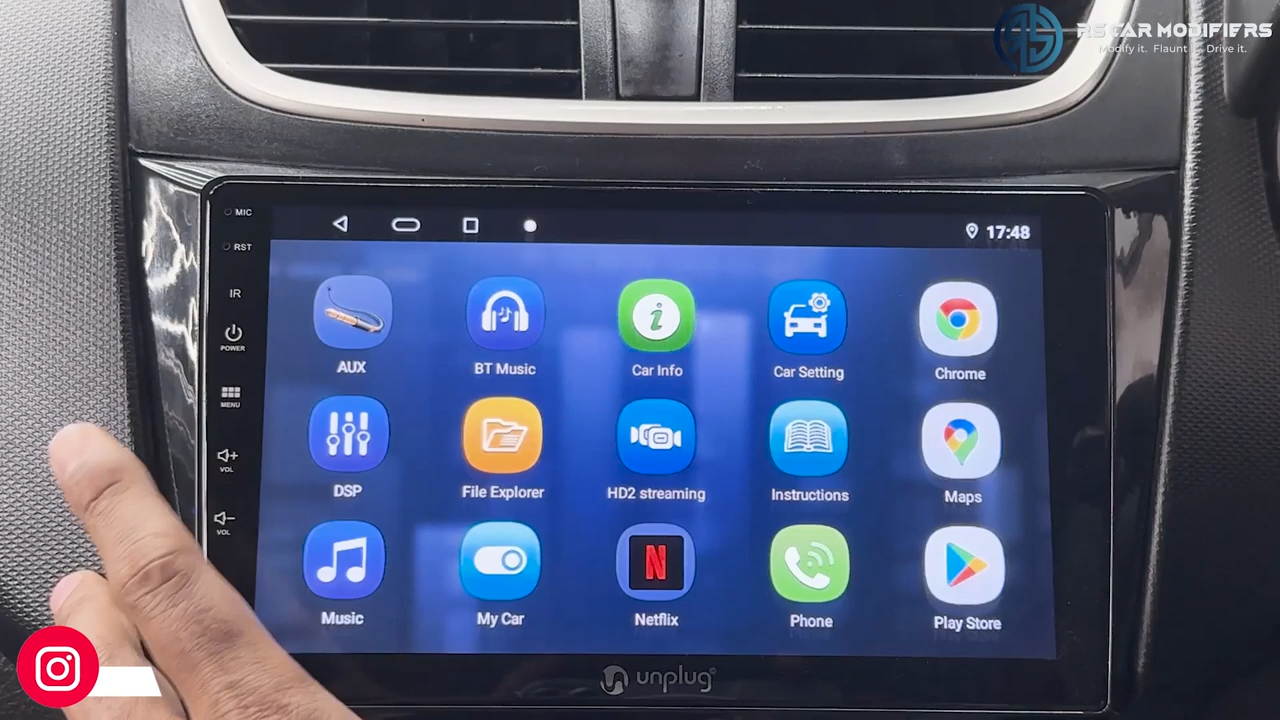 RS CAR MODIFIERS
Modify it. Flaunt it. Drive it.
MIC
RST
IR
POWER
MENU
VOL
VOL
17:48
AUX
BT Music
Car Info
Car Setting
Chrome
DSP
File Explorer
HD2 streaming
Instructions
Maps
Music
My Car
Netflix
Phone
Play Store
unplug